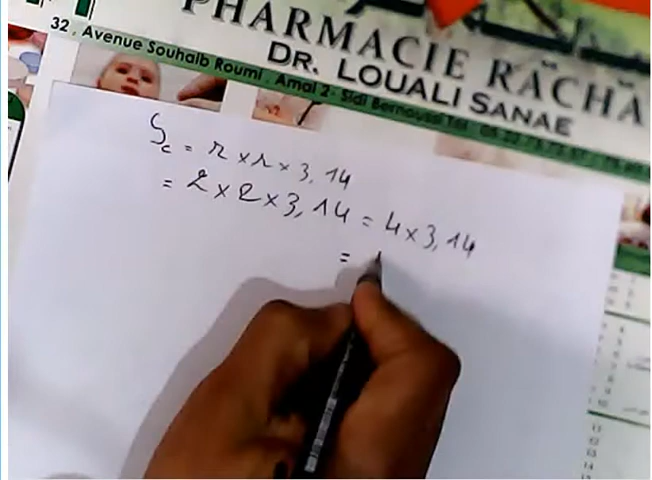 PHARMACIE RACHA
32, Avenue Souhaib Roumi. Amal 2- Sidi Bernoussi
DR. LOUALI SANAE
Sc = r x r x 3,14
= 2 x 2 x 3,14 = 4 x 3,14
=